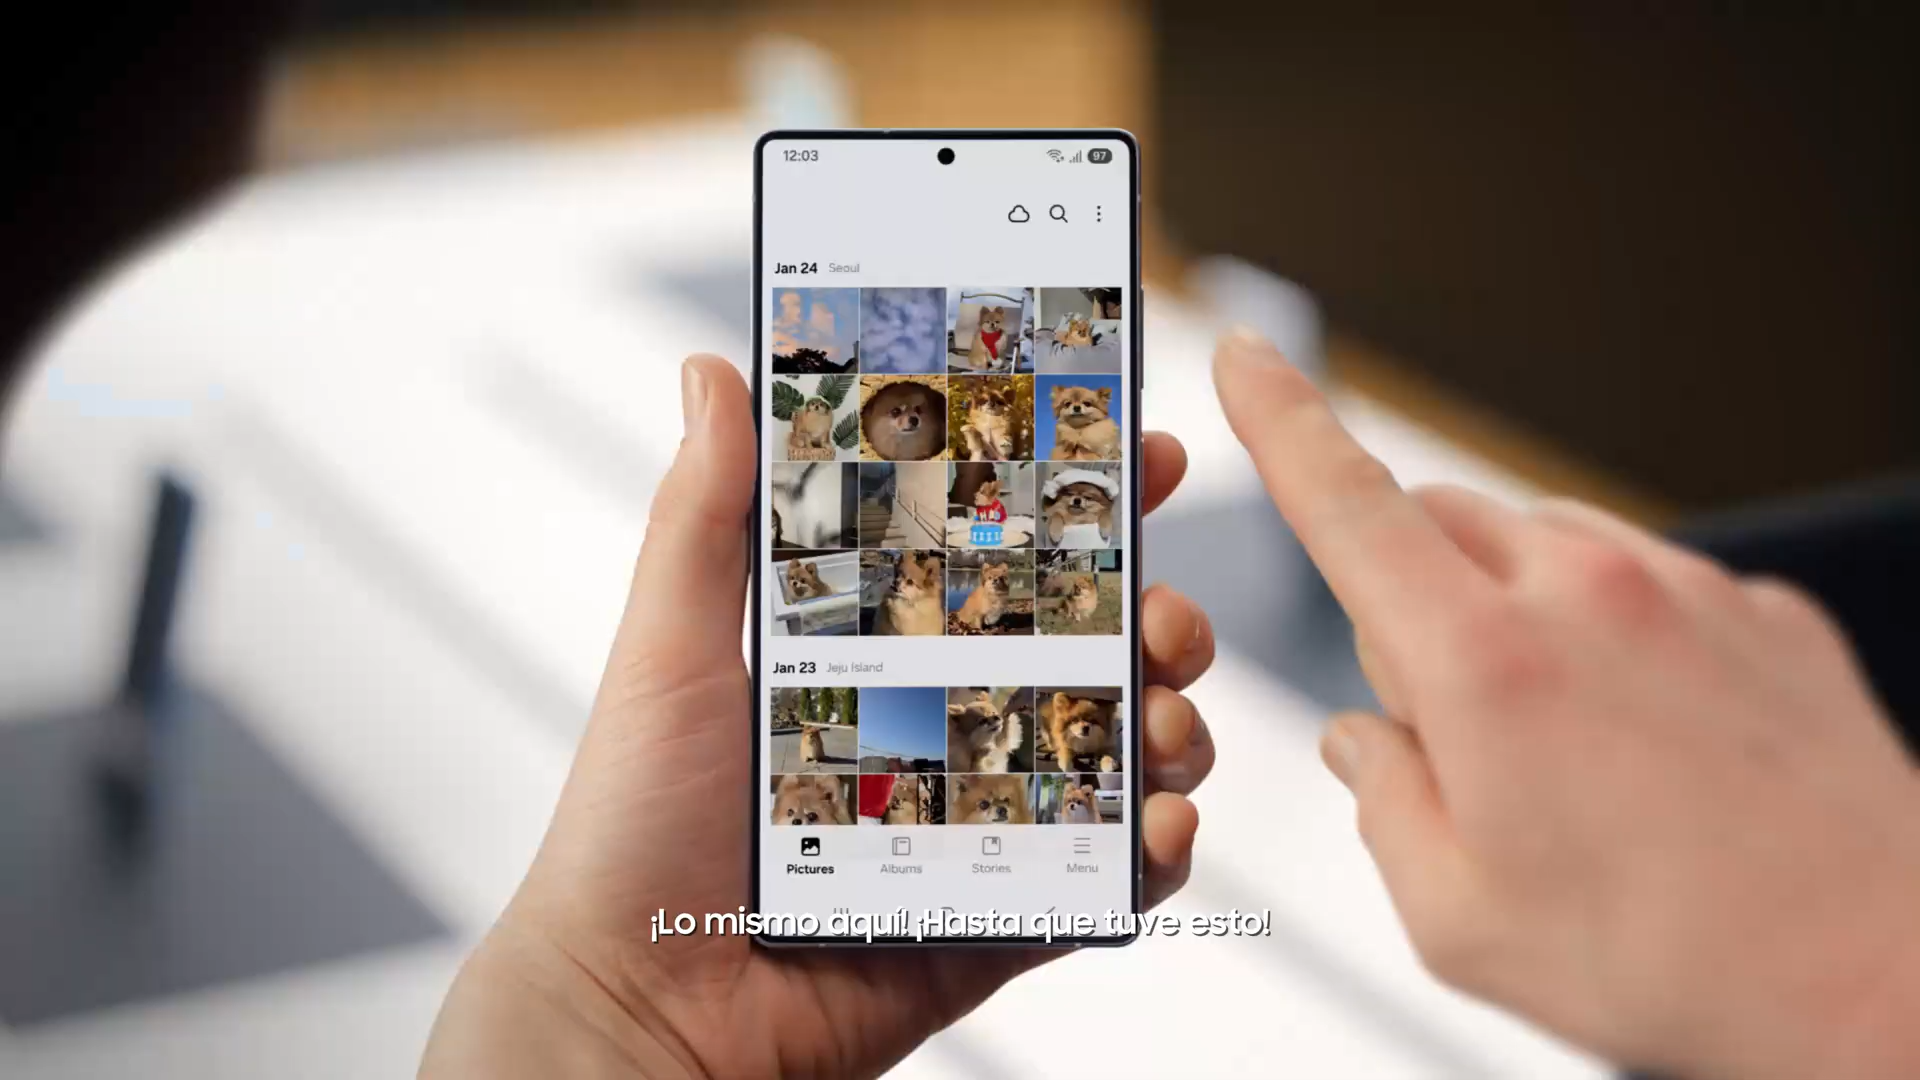 12:03
97
Jan 24 Seoul
Jan 23 Jeju Island
Pictures
Albums
Stories
Menu
¡Lo mismo aquí! ¡Hasta que tuve esto!